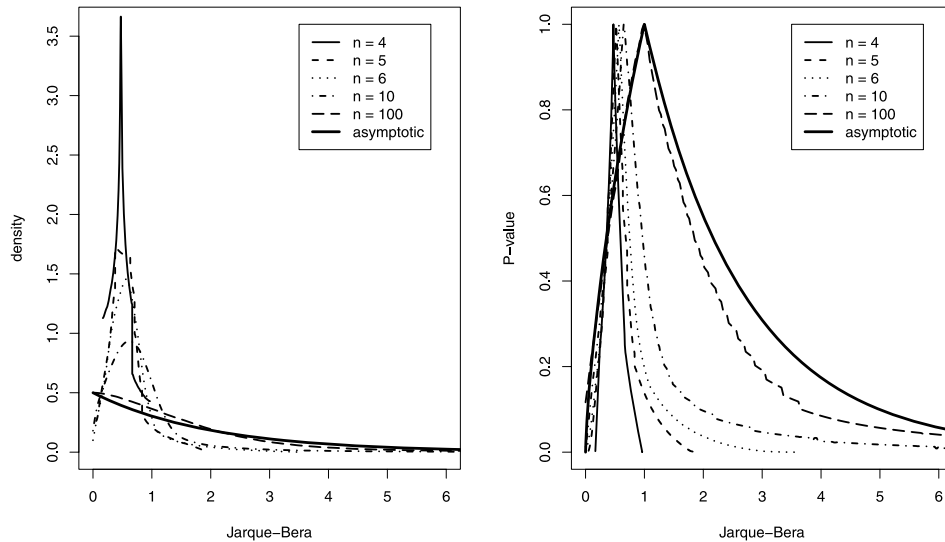 density
0.0
0.5
1.0
1.5
2.0
2.5
3.0
3.5
0 1 2 3 4 5 6
Jarque−Bera
n = 4
n = 5
n = 6
n = 10
n = 100
asymptotic
P−value
0.0
0.2
0.4
0.6
0.8
1.0
0 1 2 3 4 5 6
Jarque−Bera
n = 4
n = 5
n = 6
n = 10
n = 100
asymptotic